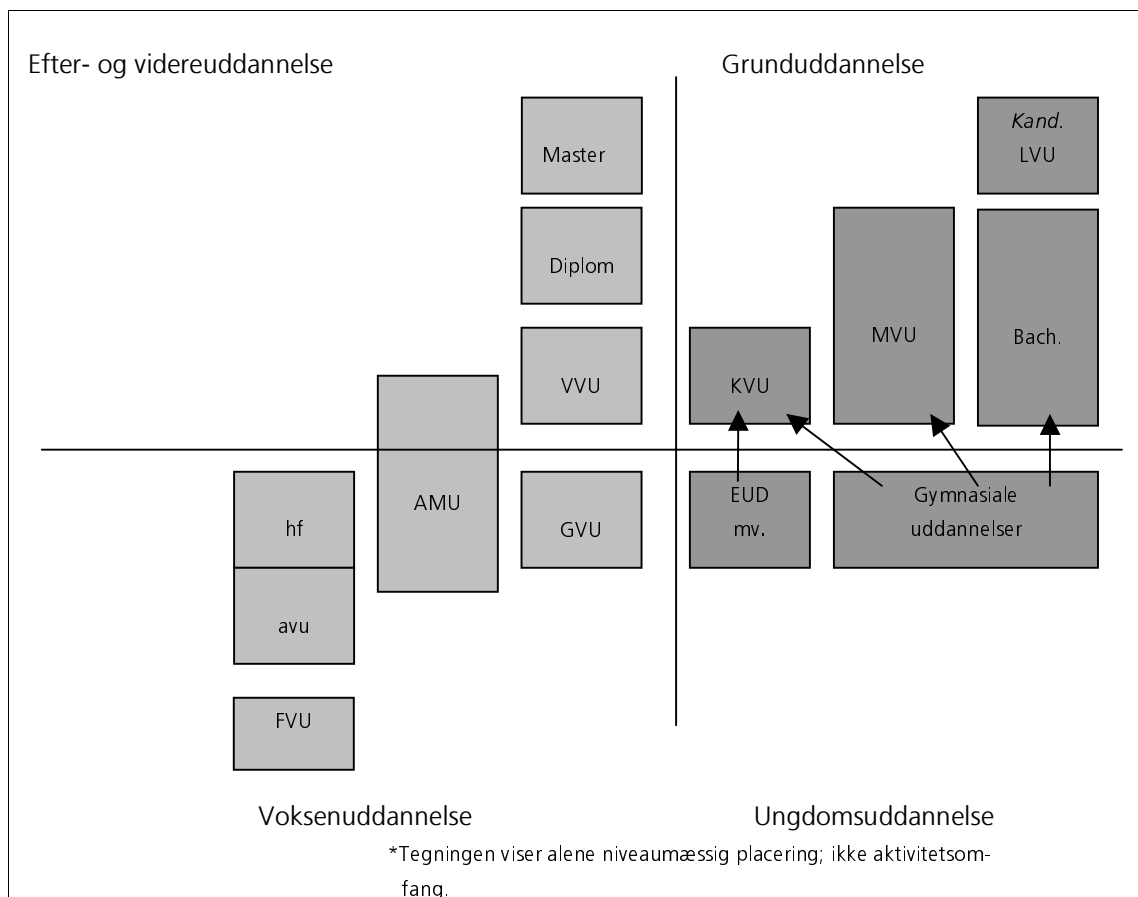 Efter- og videreuddannelse
Grunduddannelse
Master
Kand.
LVU
Diplom
VVU
KVU
MVU
Bach.
AMU
hf
GVU
EUD
mv.
Gymnasiale
uddannelser
avu
FVU
Voksenuddannelse
Ungdomsuddannelse
*Tegningen viser alene niveaumæssig placering; ikke aktivitetsom-
fang.